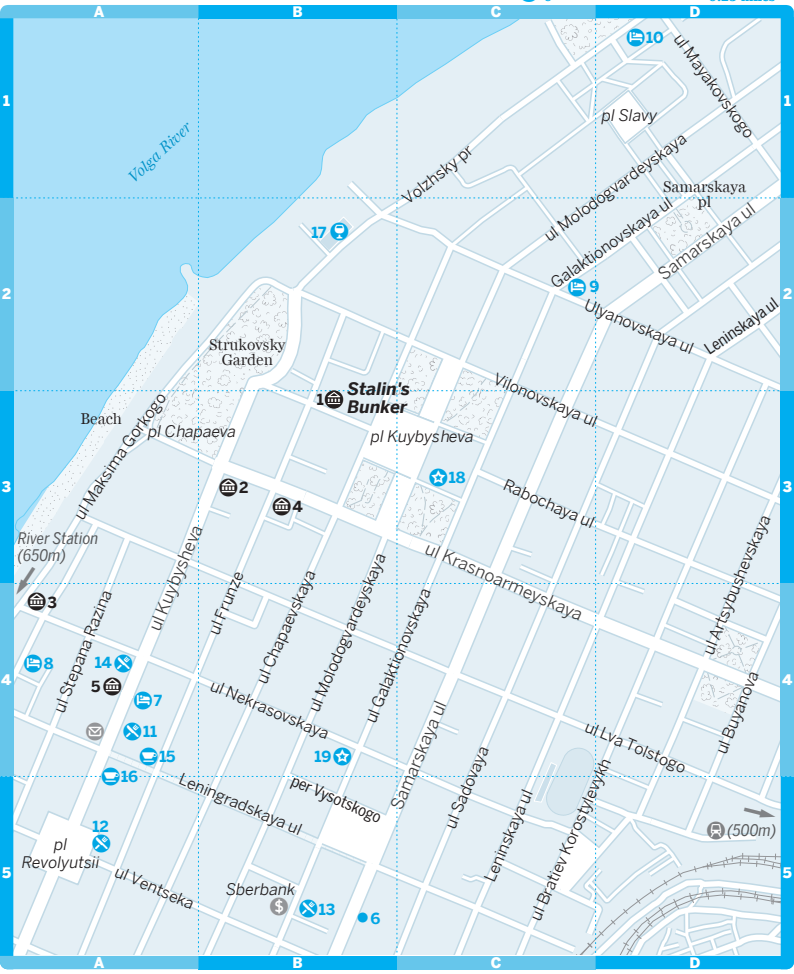 A
B
C
D
1
10
ul Mayakovskogo
1
pl Slavy
Volga River
Volzhsky pr
ul Molodogvardeyskaya
Samarskaya
pl
Galaktionovskaya ul
Samarskaya ul
17
2
9
2
Ulyanovskaya ul
Leninskaya ul
Strukovsky
Garden
1
Stalin's
Bunker
Vilonovskaya ul
Beach
ul Maksima Gorkogo
pl Chapaeva
pl Kuybysheva
3
2
4
18
3
Rabochaya ul
River Station
(650m)
ul Kuybysheva
ul Krasnoarmeyskaya
ul Artsybushevskaya
3
ul Stepana Razina
ul Frunze
ul Chapaevskaya
ul Molodogvardeyskaya
ul Galaktionovskaya
8
14
4
5
7
4
ul Nekrasovskaya
ul Buyanova
11
15
19
ul Lva Tolstogo
16
Leningradskaya ul
per Vysotskogo
Samarskaya ul
ul Sadovaya
Leninskaya ul
ul Bratiev Korostylevykh
12
(500m)
pl
Revolyutsii
5
5
ul Ventseka
Sberbank
$
13
6
A
B
C
D